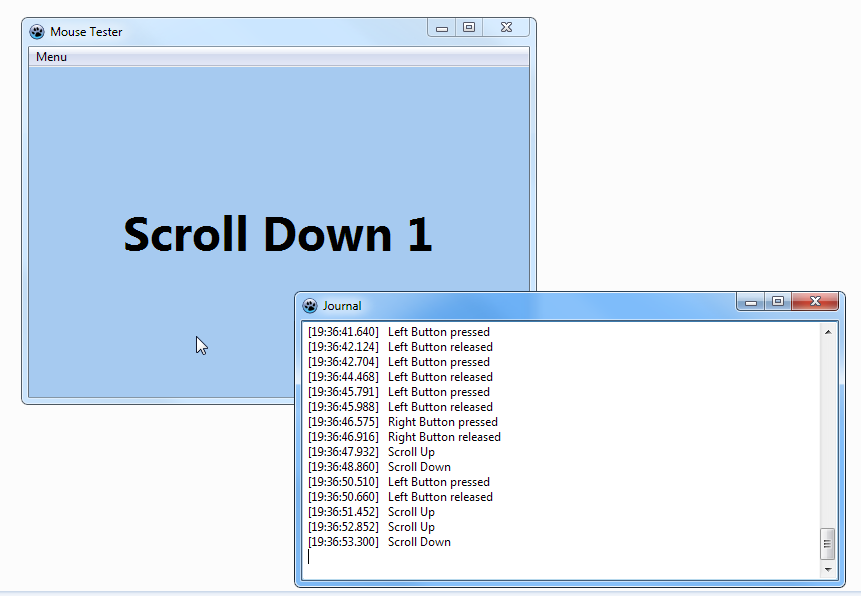 Mouse Tester
Menu
Scroll Down 1
Journal
[19:36:41.640] Left Button pressed
[19:36:42.124] Left Button released
[19:36:42.704] Left Button pressed
[19:36:44.468] Left Button released
[19:36:45.791] Left Button pressed
[19:36:45.988] Left Button released
[19:36:46.575] Right Button pressed
[19:36:46.916] Right Button released
[19:36:47.932] Scroll Up
[19:36:48.860] Scroll Down
[19:36:50.510] Left Button pressed
[19:36:50.660] Left Button released
[19:36:51.452] Scroll Up
[19:36:52.852] Scroll Up
[19:36:53.300] Scroll Down